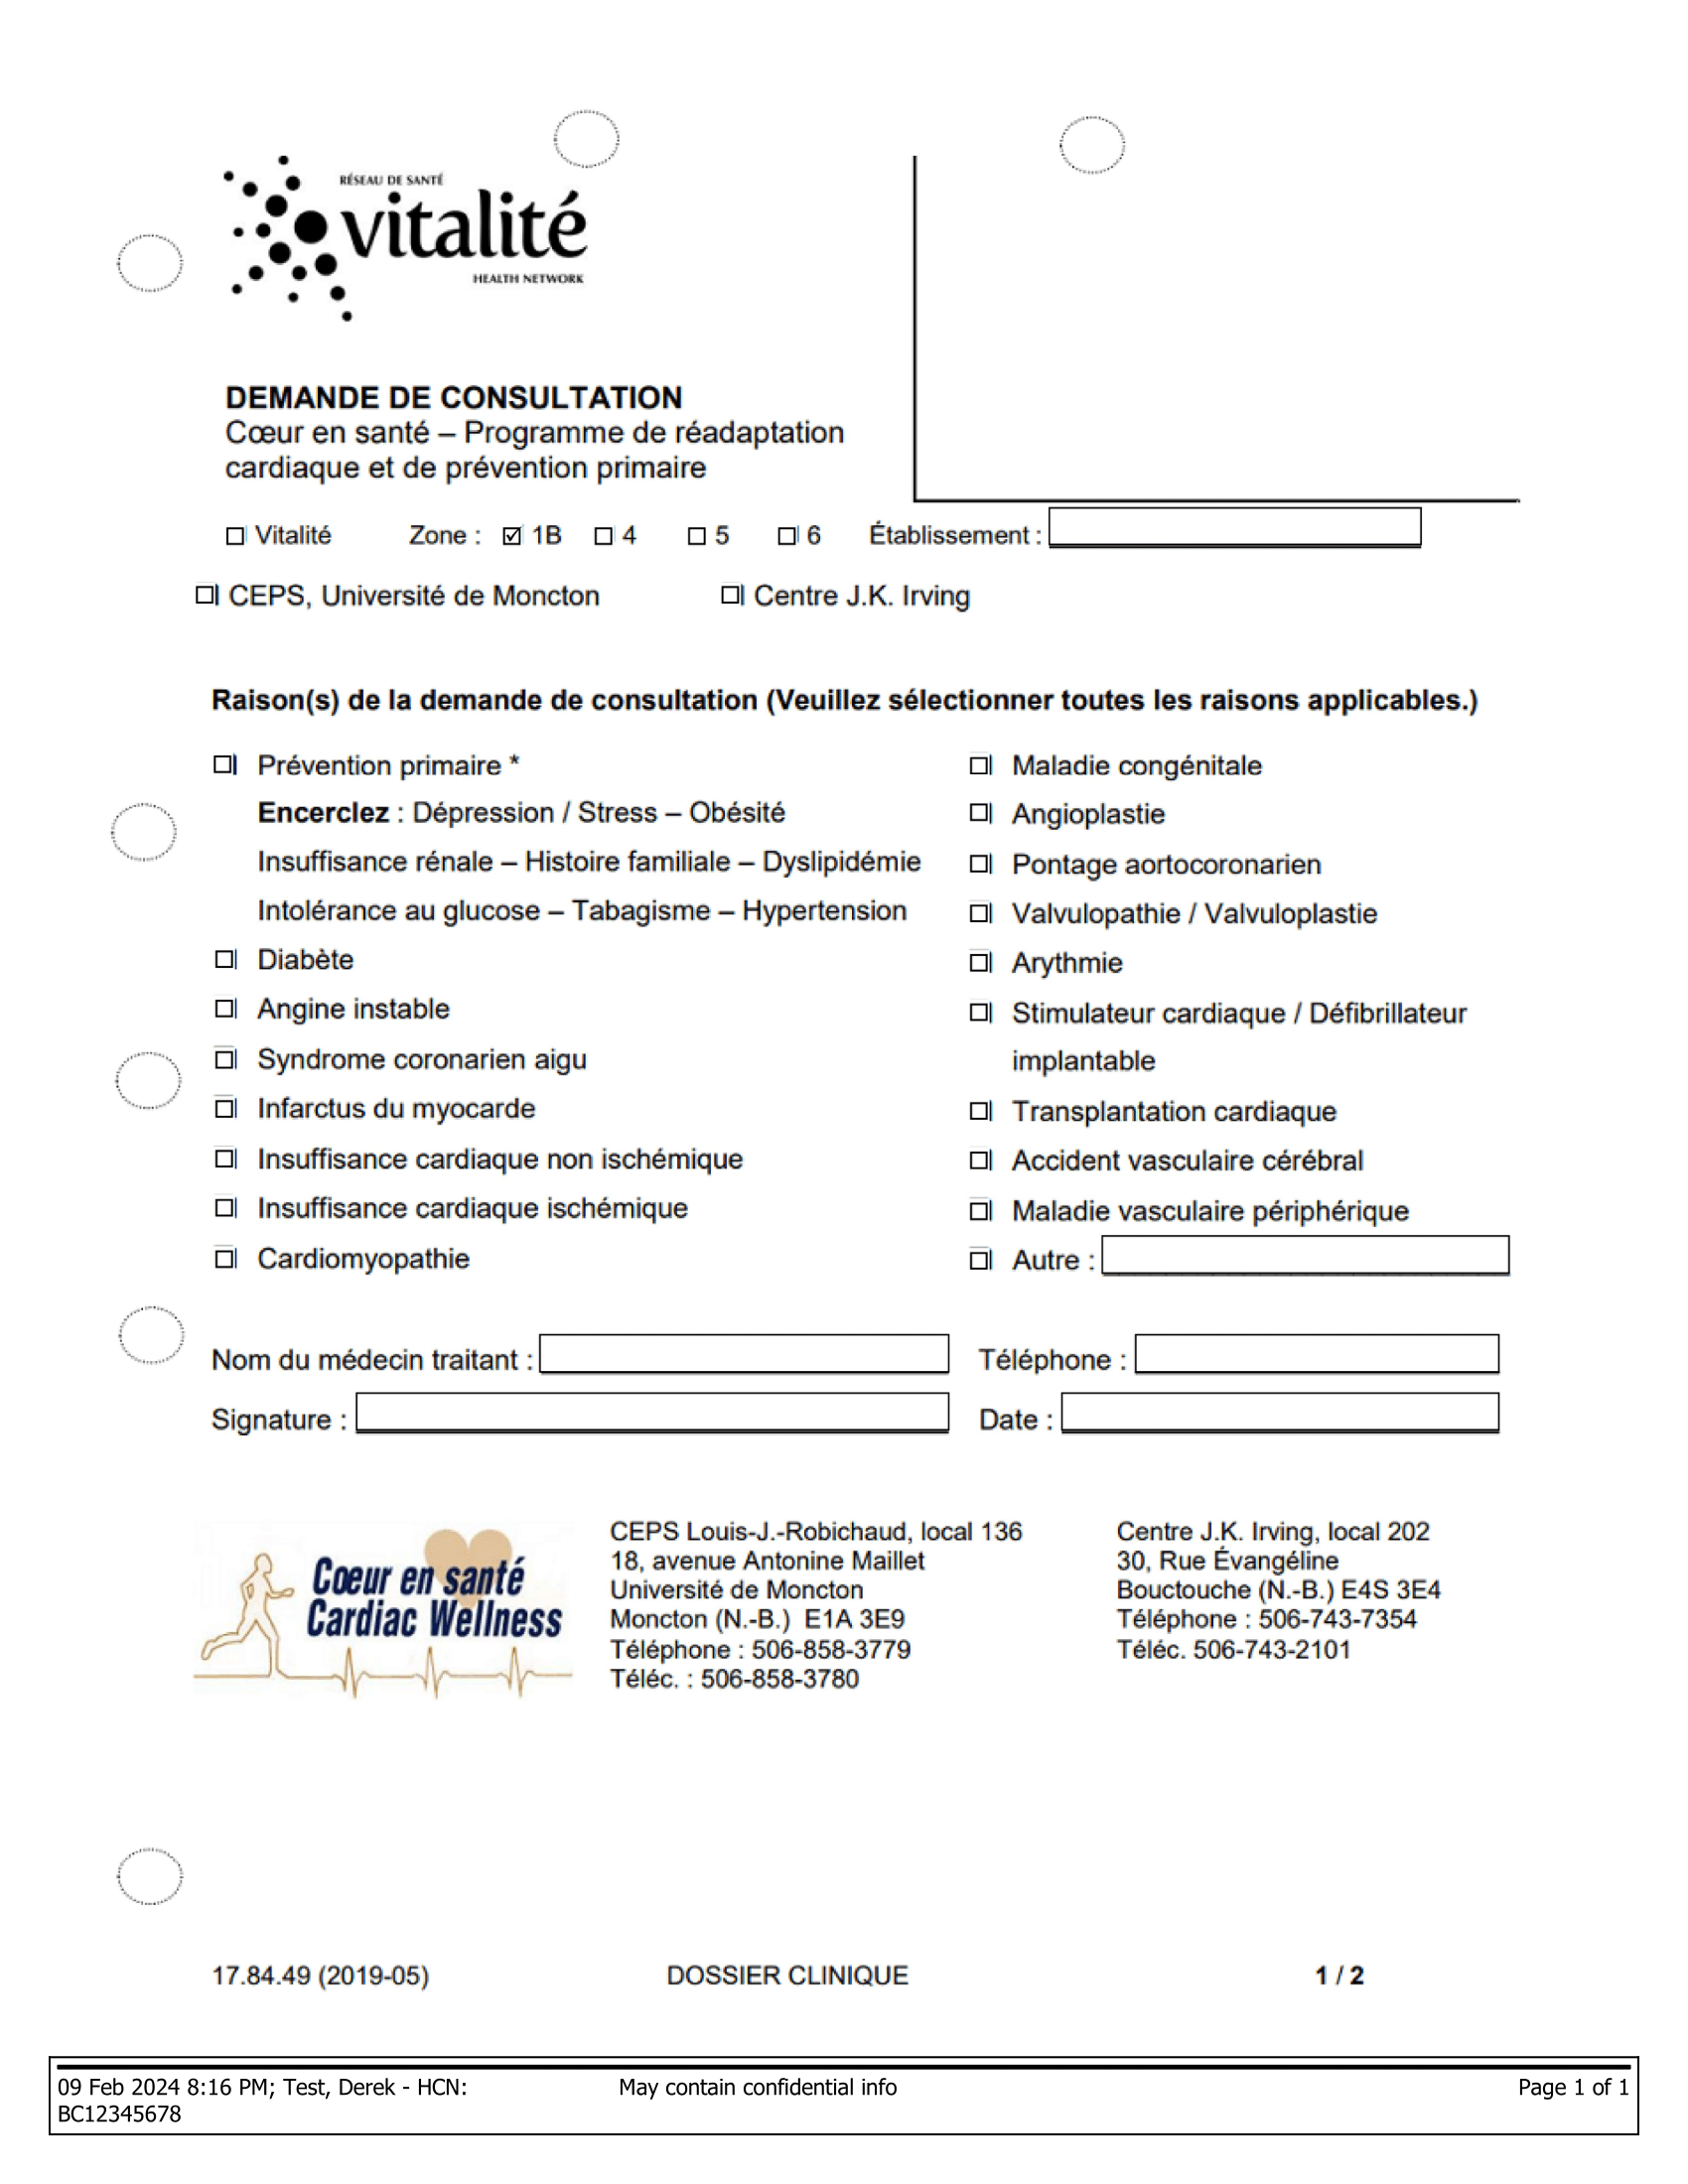 RÉSEAU DE SANTÉ
vitalité
HEALTH NETWORK
DEMANDE DE CONSULTATION
Cœur en santé – Programme de réadaptation
cardiaque et de prévention primaire
☐ Vitalité Zone : ☑ 1B ☐ 4 ☐ 5 ☐ 6 Établissement :
☐ CEPS, Université de Moncton ☐ Centre J.K. Irving
Raison(s) de la demande de consultation (Veuillez sélectionner toutes les raisons applicables.)
☐ Prévention primaire *
Encerclez : Dépression / Stress – Obésité
Insuffisance rénale – Histoire familiale – Dyslipidémie
Intolérance au glucose – Tabagisme – Hypertension
☐ Diabète
☐ Angine instable
☐ Syndrome coronarien aigu
☐ Infarctus du myocarde
☐ Insuffisance cardiaque non ischémique
☐ Insuffisance cardiaque ischémique
☐ Cardiomyopathie
☐ Maladie congénitale
☐ Angioplastie
☐ Pontage aortocoronarien
☐ Valvulopathie / Valvuloplastie
☐ Arythmie
☐ Stimulateur cardiaque / Défibrillateur
implantable
☐ Transplantation cardiaque
☐ Accident vasculaire cérébral
☐ Maladie vasculaire périphérique
☐ Autre :
Nom du médecin traitant : Téléphone :
Signature : Date :
Cœur en santé
Cardiac Wellness
CEPS Louis-J.-Robichaud, local 136
18, avenue Antonine Maillet
Université de Moncton
Moncton (N.-B.) E1A 3E9
Téléphone : 506-858-3779
Téléc. : 506-858-3780
Centre J.K. Irving, local 202
30, Rue Évangéline
Bouctouche (N.-B.) E4S 3E4
Téléphone : 506-743-7354
Téléc. 506-743-2101
17.84.49 (2019-05) DOSSIER CLINIQUE 1 / 2
09 Feb 2024 8:16 PM; Test, Derek - HCN: May contain confidential info Page 1 of 1
BC12345678